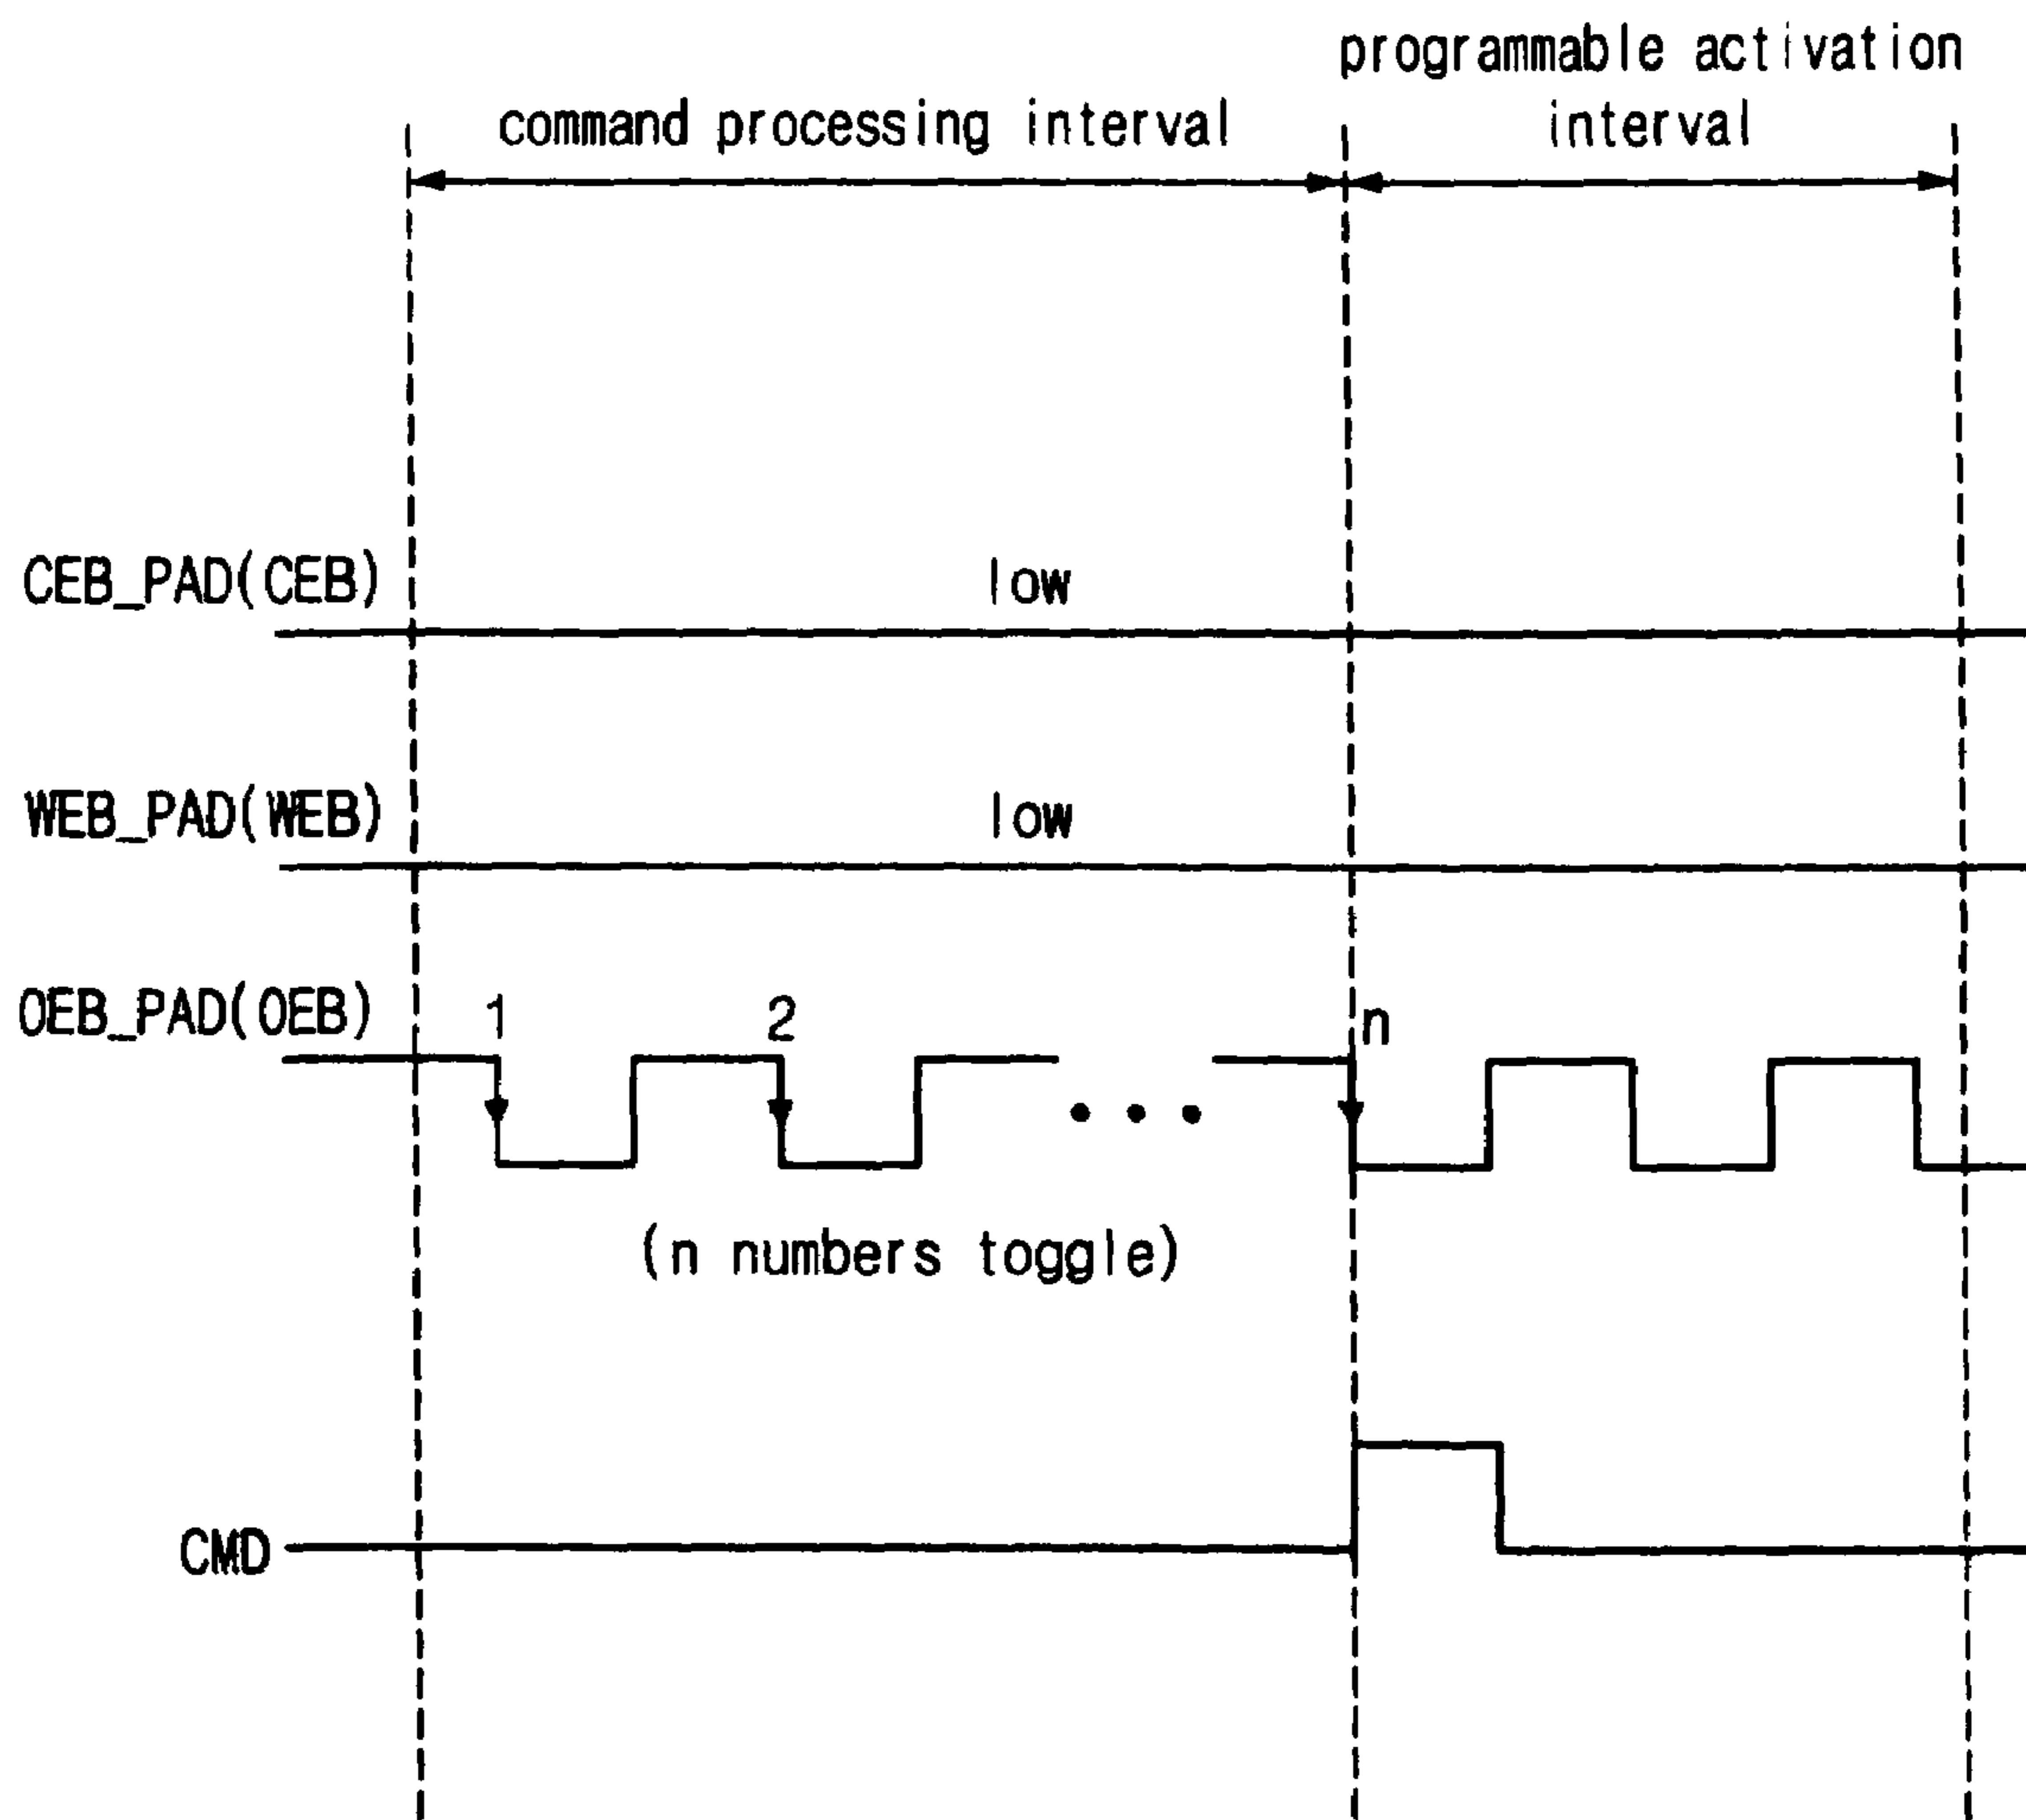 programmable activation
command processing interval
interval
CEB_PAD(CEB)
low
WEB_PAD(WEB)
low
OEB_PAD(OEB)
1
2
n
(n numbers toggle)
CMD